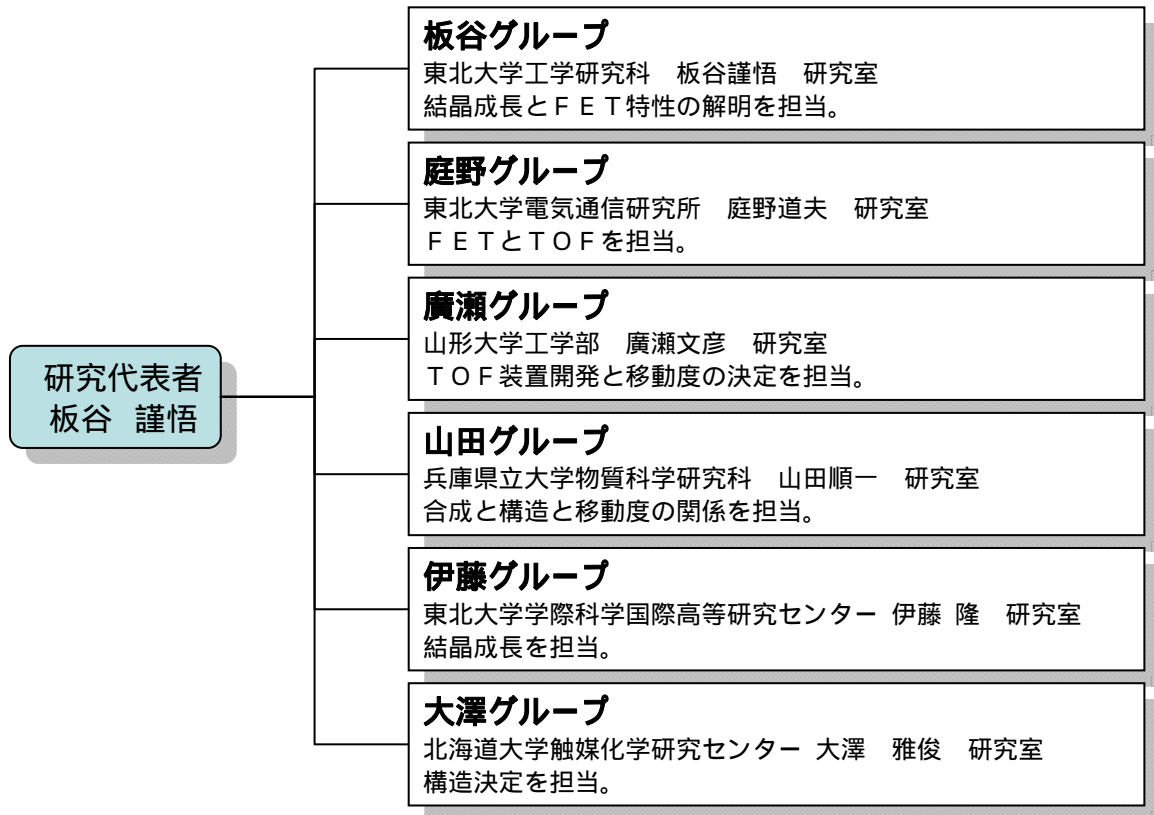 研究代表者
板谷 謹悟
板谷グループ
東北大学工学研究科　板谷謹悟　研究室
結晶成長とＦＥＴ特性の解明を担当。
庭野グループ
東北大学電気通信研究所　庭野道夫　研究室
ＦＥＴとＴＯＦを担当。
廣瀬グループ
山形大学工学部　廣瀬文彦　研究室
ＴＯＦ装置開発と移動度の決定を担当。
山田グループ
兵庫県立大学物質科学研究科　山田順一　研究室
合成と構造と移動度の関係を担当。
伊藤グループ
東北大学学際科学国際高等研究センター 伊藤 隆　研究室
結晶成長を担当。
大澤グループ
北海道大学触媒化学研究センター 大澤　雅俊　研究室
構造決定を担当。